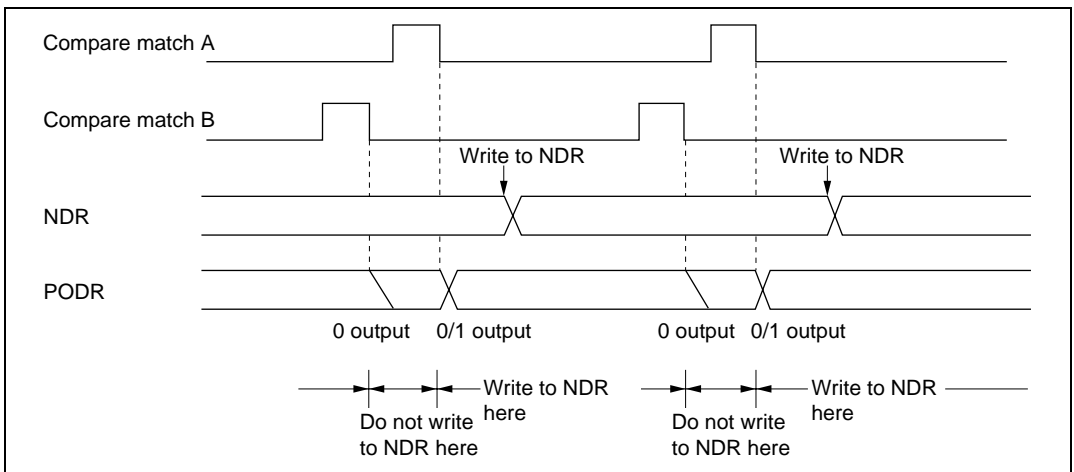 Compare match A
Compare match B
Write to NDR Write to NDR
NDR
PODR
0 output 0/1 output 0 output 0/1 output
Write to NDR here Write to NDR here
Do not write to NDR here Do not write to NDR here